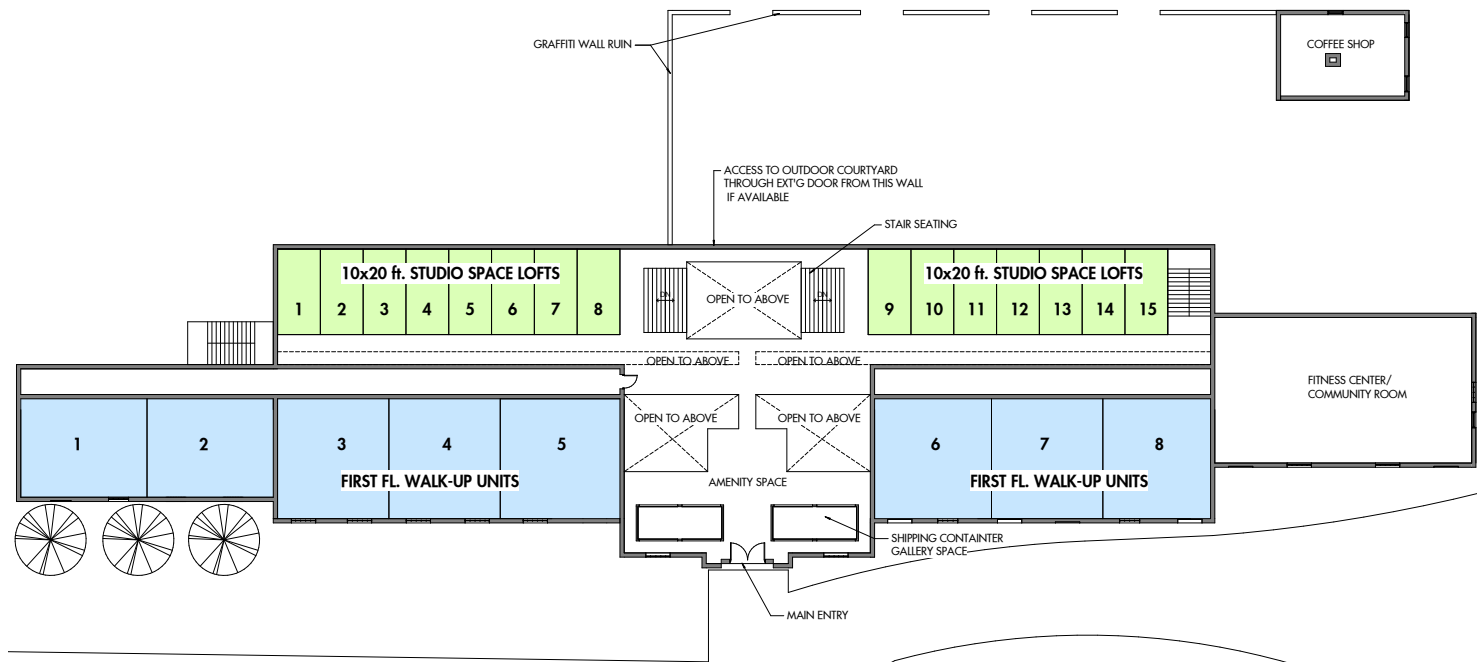 GRAFFITI WALL RUIN
COFFEE SHOP
ACCESS TO OUTDOOR COURTYARD
THROUGH EXT'G DOOR FROM THIS WALL
IF AVAILABLE
STAIR SEATING
10x20 ft. STUDIO SPACE LOFTS
1 2 3 4 5 6 7 8
DN
OPEN TO ABOVE
DN
10x20 ft. STUDIO SPACE LOFTS
9 10 11 12 13 14 15
OPEN TO ABOVE
OPEN TO ABOVE
FITNESS CENTER/
COMMUNITY ROOM
OPEN TO ABOVE
OPEN TO ABOVE
1 2 3 4 5
6 7 8
FIRST FL. WALK-UP UNITS
AMENITY SPACE
FIRST FL. WALK-UP UNITS
SHIPPING CONTAINTER
GALLERY SPACE
MAIN ENTRY